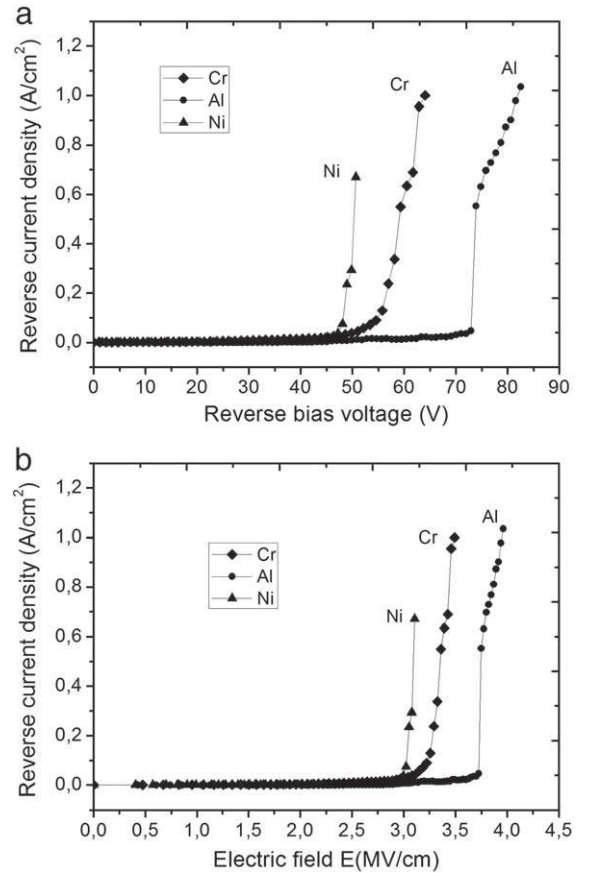 a
1,2
1,0
0,8
0,6
0,4
0,2
0,0
Reverse current density (A/cm²)
Cr
Al
Ni
Ni
Cr
Al
0 10 20 30 40 50 60 70 80 90
Reverse bias voltage (V)
b
1,2
1,0
0,8
0,6
0,4
0,2
0,0
Reverse current density (A/cm²)
Cr
Al
Ni
Ni
Cr
Al
0,0 0,5 1,0 1,5 2,0 2,5 3,0 3,5 4,0 4,5
Electric field E(MV/cm)